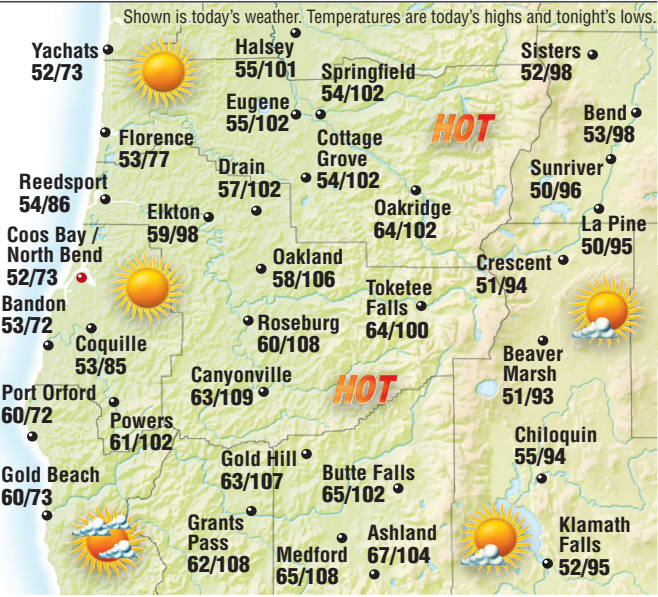 Shown is today's weather. Temperatures are today's highs and tonight's lows.
Yachats
52/73
Halsey
55/101
Springfield
54/102
Sisters
52/98
Eugene
55/102
HOT
Bend
53/98
Florence
53/77
Cottage
Grove
54/102
Drain
57/102
Sunriver
50/96
Reedsport
54/86
Elkton
59/98
Oakridge
64/102
La Pine
50/95
Coos Bay /
North Bend
52/73
Oakland
58/106
Crescent
51/94
Toketee
Falls
64/100
Bandon
53/72
Coquille
53/85
Roseburg
60/108
Beaver
Marsh
51/93
Canyonville
63/109
HOT
Port Orford
60/72
Powers
61/102
Chiloquin
55/94
Gold Hill
63/107
Butte Falls
65/102
Gold Beach
60/73
Grants
Pass
62/108
Medford
65/108
Ashland
67/104
Klamath
Falls
52/95